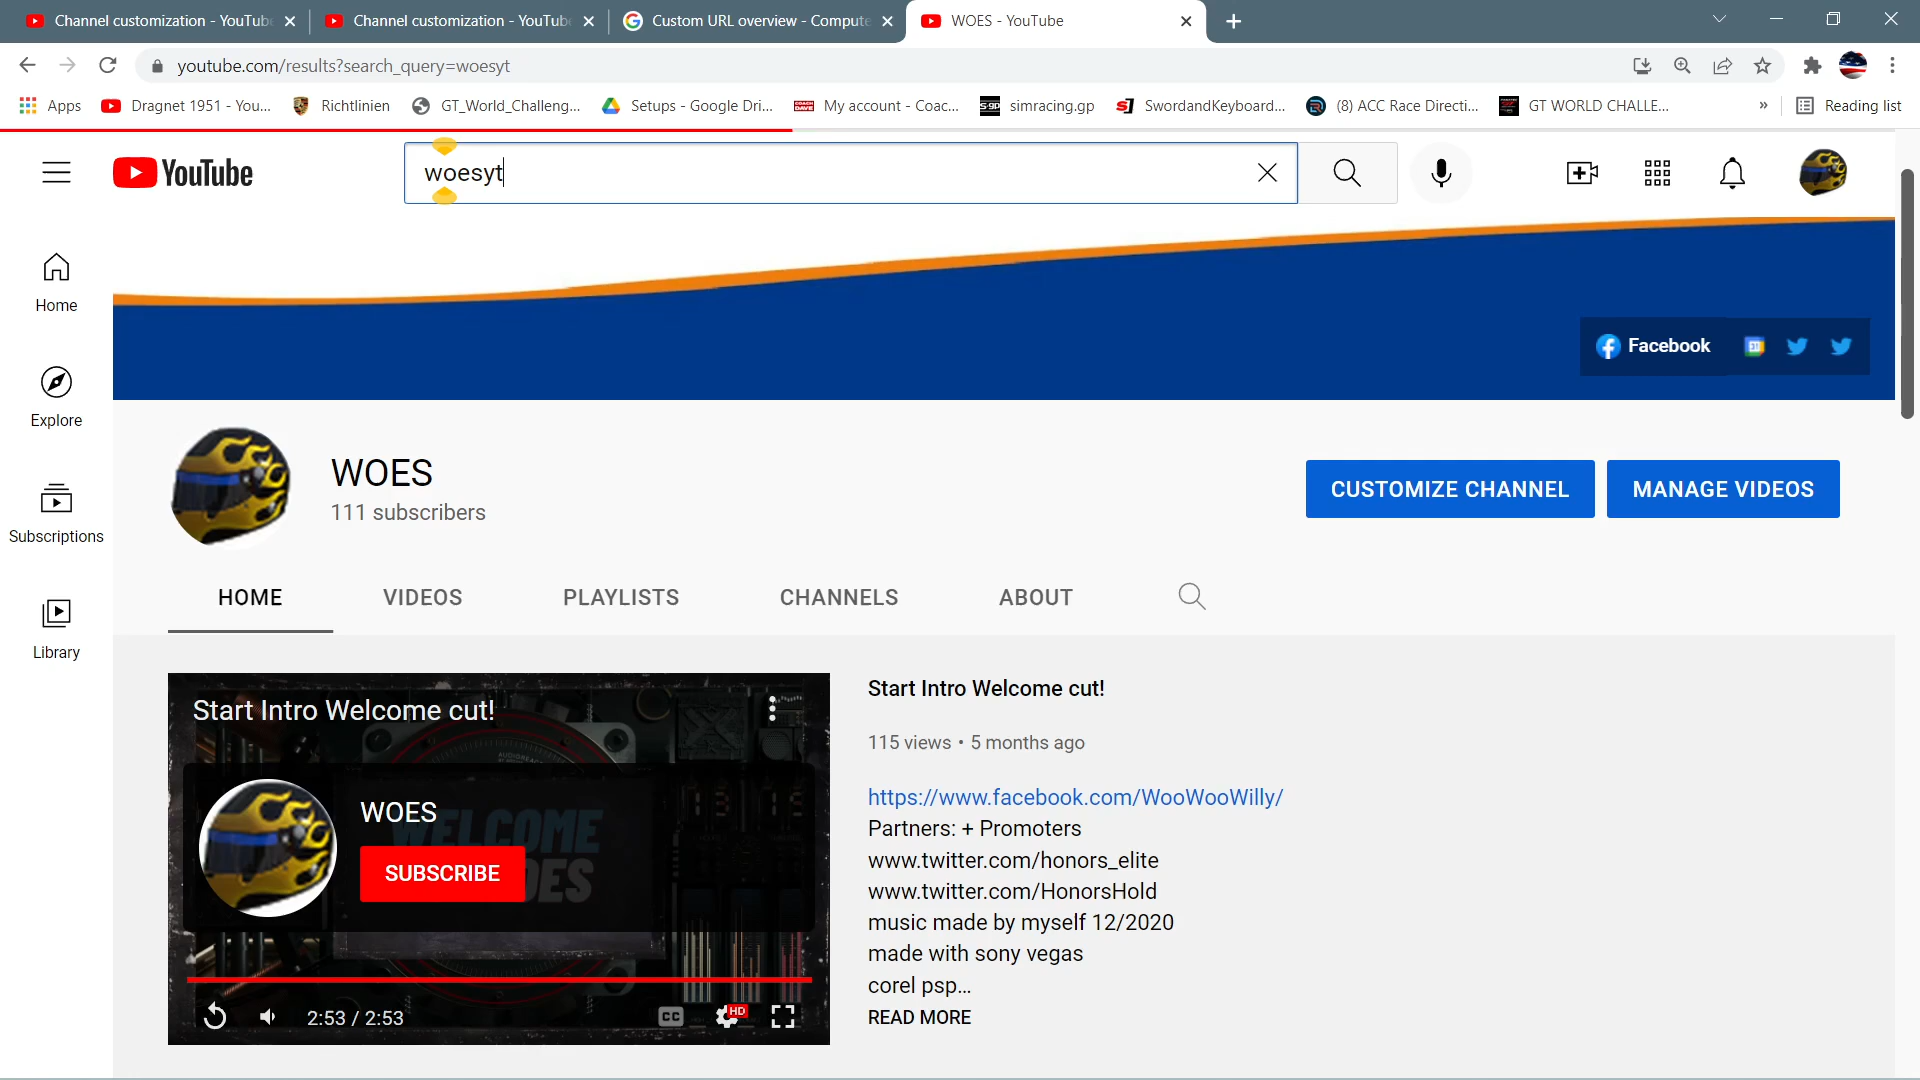 Channel customization - YouTub
Channel customization - YouTub
Custom URL overview - Compute
WOES - YouTube
youtube.com/results?search_query=woesyt
Apps
Dragnet 1951 - You...
Richtlinien
GT_World_Challeng...
Setups - Google Dri...
My account - Coac...
simracing.gp
SwordandKeyboard...
(8) ACC Race Directi...
GT WORLD CHALLE...
»
Reading list
YouTube
woesyt
Home
Explore
Subscriptions
Library
Facebook
WOES
111 subscribers
CUSTOMIZE CHANNEL
MANAGE VIDEOS
HOME
VIDEOS
PLAYLISTS
CHANNELS
ABOUT
Start Intro Welcome cut!
WOES
WELCOME
SUBSCRIBE
2:53 / 2:53
CC
HD
Start Intro Welcome cut!
115 views • 5 months ago
https://www.facebook.com/WooWooWilly/
Partners: + Promoters
www.twitter.com/honors_elite
www.twitter.com/HonorsHold
music made by myself 12/2020
made with sony vegas
corel psp...
READ MORE